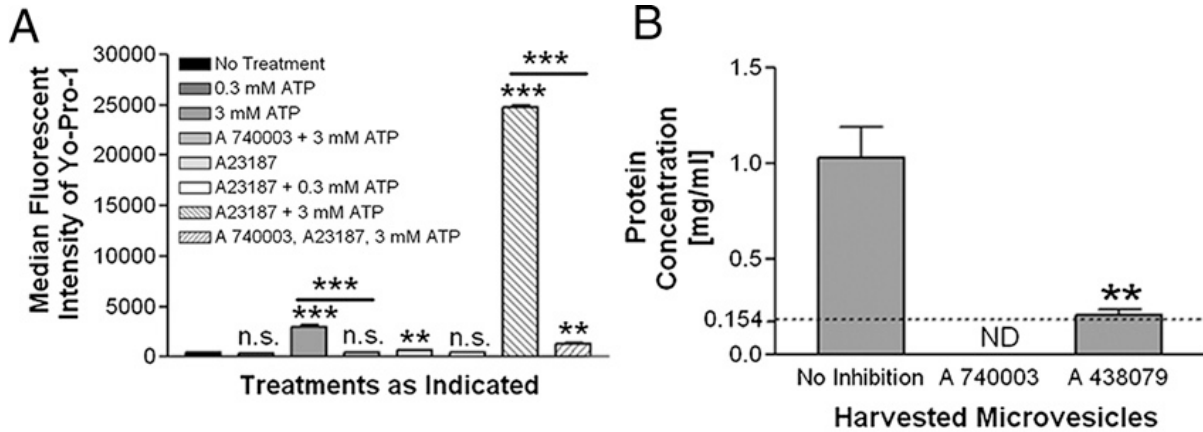 A
Median Fluorescent
Intensity of Yo-Pro-1
30000
25000
20000
15000
10000
5000
0
No Treatment
0.3 mM ATP
3 mM ATP
A 740003 + 3 mM ATP
A23187
A23187 + 0.3 mM ATP
A23187 + 3 mM ATP
A 740003, A23187, 3 mM ATP
n.s.
***
***
n.s.
**
n.s.
***
***
**
Treatments as Indicated
B
Protein
Concentration
[mg/ml]
1.5
1.0
0.5
0.154
0.0
ND
**
No Inhibition A 740003 A 438079
Harvested Microvesicles